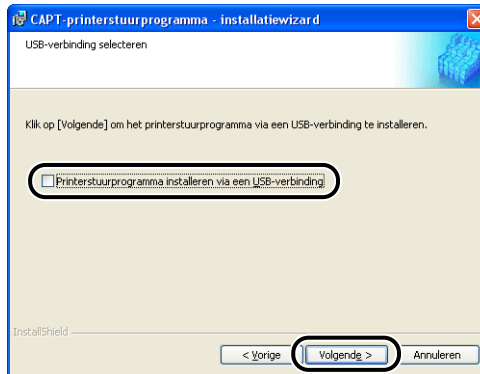 CAPT-printerstuurprogramma - installatiewizard
USB-verbinding selecteren
Klik op [Volgende] om het printerstuurprogramma via een USB-verbinding te installeren.
Printerstuurprogramma installeren via een USB-verbinding
InstallShield
< Vorige Volgende > Annuleren